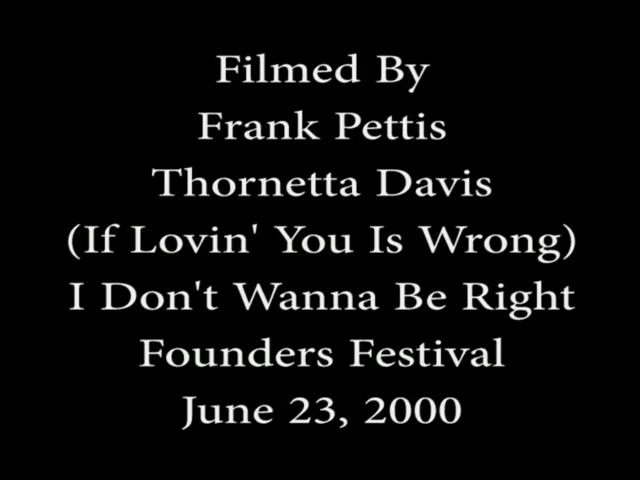 Filmed By
Frank Pettis
Thornetta Davis
(If Lovin' You Is Wrong)
I Don't Wanna Be Right
Founders Festival
June 23, 2000